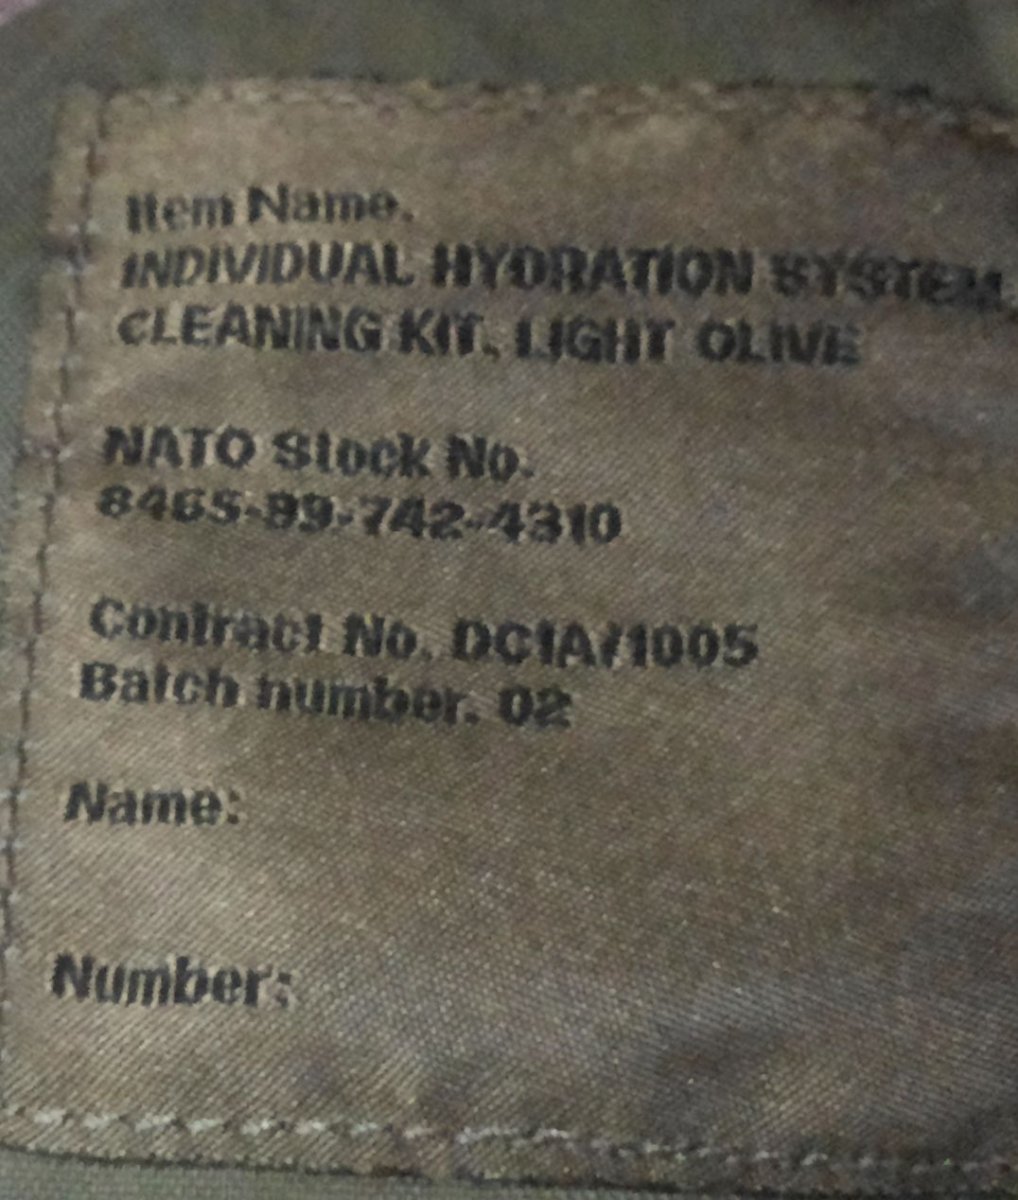 Item Name.
INDIVIDUAL HYDRATION SYSTEM,
CLEANING KIT, LIGHT OLIVE
NATO Stock No.
8465-99-742-4310
Contract No. DC1A/1005
Batch number. 02
Name:
Number: